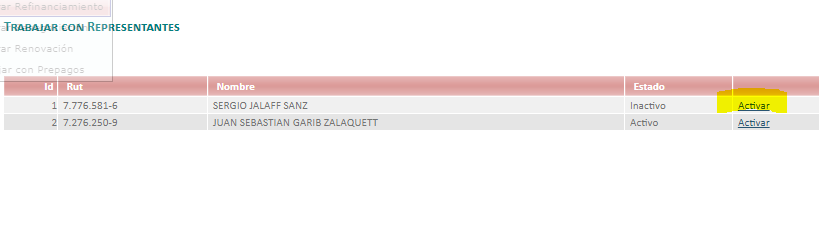 ar Refinanciamiento
TRABAJAR CON REPRESENTANTES
ar Renovación
ar con Prepagos
Id Rut Nombre Estado
1 7.776.581-6 SERGIO JALAFF SANZ Inactivo Activar
2 7.276.250-9 JUAN SEBASTIAN GARIB ZALAQUETT Activo Activar